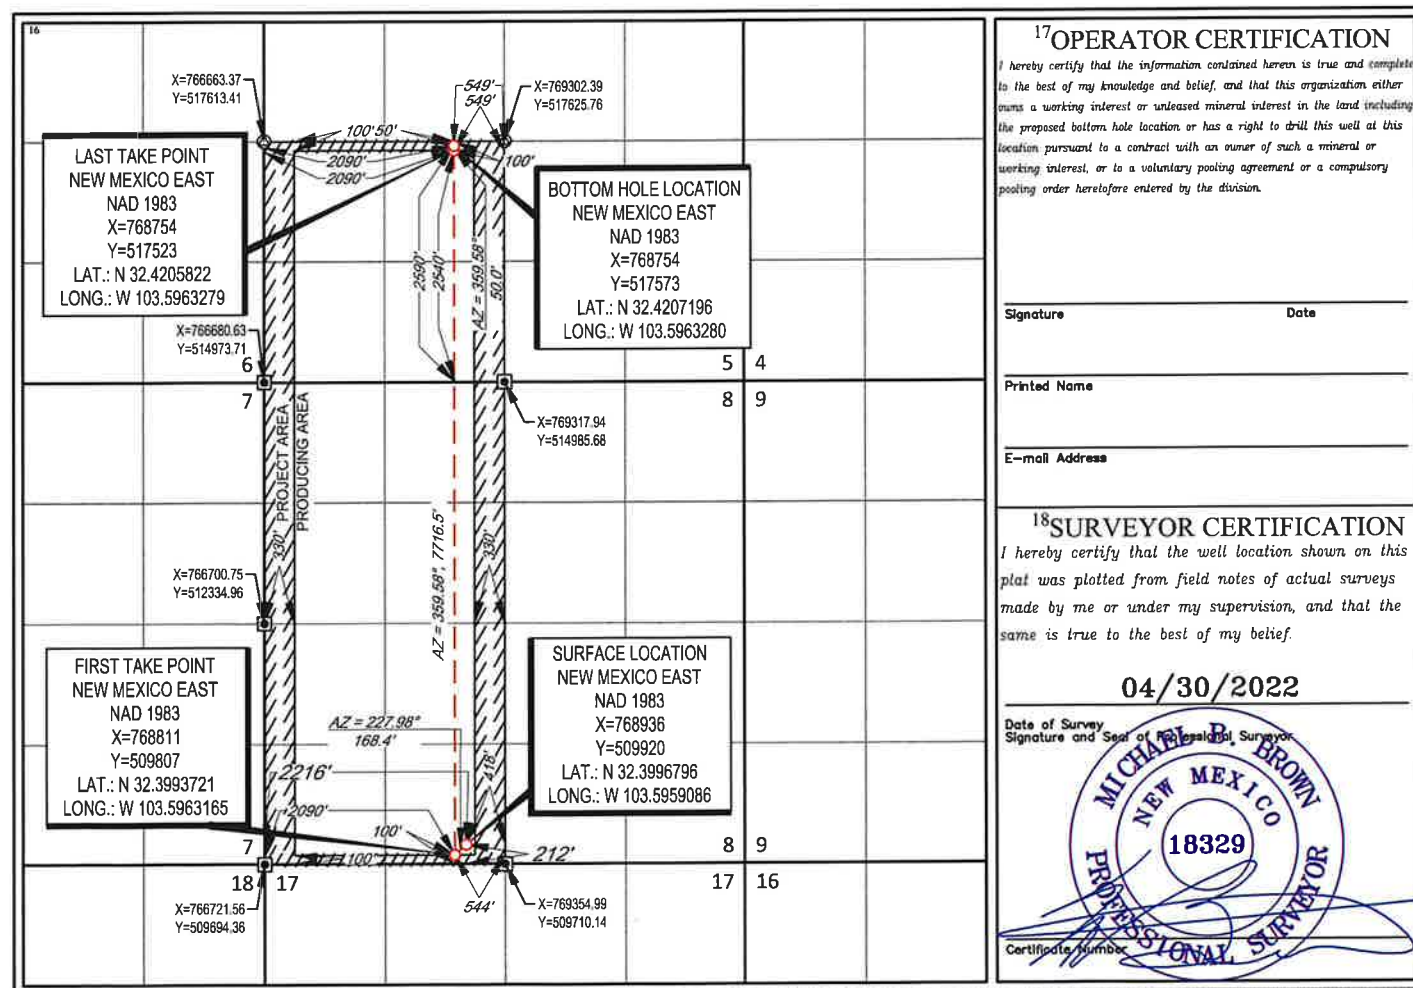 16
X=766663.37
Y=517613.41
549'
549'
X=769302.39
Y=517625.76
100'
50'
2090'
2090'
100'
LAST TAKE POINT
NEW MEXICO EAST
NAD 1983
X=768754
Y=517523
LAT.: N 32.4205822
LONG.: W 103.5963279
BOTTOM HOLE LOCATION
NEW MEXICO EAST
NAD 1983
X=768754
Y=517573
LAT.: N 32.4207196
LONG.: W 103.5963280
2590'
2540'
AZ = 359.58°
50.0'
X=766680.63
Y=514973.71
6
5 4
7
8 9
X=769317.94
Y=514985.68
330' PROJECT AREA
PRODUCING AREA
AZ = 359.58°, 7716.5'
330'
X=766700.75
Y=512334.96
FIRST TAKE POINT
NEW MEXICO EAST
NAD 1983
X=768811
Y=509807
LAT.: N 32.3993721
LONG.: W 103.5963165
SURFACE LOCATION
NEW MEXICO EAST
NAD 1983
X=768936
Y=509920
LAT.: N 32.3996796
LONG.: W 103.5959086
AZ = 227.98°
168.4'
2216'
418'
2090'
100'
100'
212'
7
8 9
18 17
17 16
544'
X=766721.56
Y=509694.36
X=769354.99
Y=509710.14
17 OPERATOR CERTIFICATION
I hereby certify that the information contained herein is true and complete
to the best of my knowledge and belief, and that this organization either
owns a working interest or unleased mineral interest in the land including
the proposed bottom hole location or has a right to drill this well at this
location pursuant to a contract with an owner of such a mineral or
working interest, or to a voluntary pooling agreement or a compulsory
pooling order heretofore entered by the division.
Signature Date
Printed Name
E-mail Address
18 SURVEYOR CERTIFICATION
I hereby certify that the well location shown on this
plat was plotted from field notes of actual surveys
made by me or under my supervision, and that the
same is true to the best of my belief.
04/30/2022
Date of Survey
Signature and Seal of Professional Surveyor
MICHAEL B. BROWN
NEW MEXICO
18329
PROFESSIONAL SURVEYOR
Certificate Number